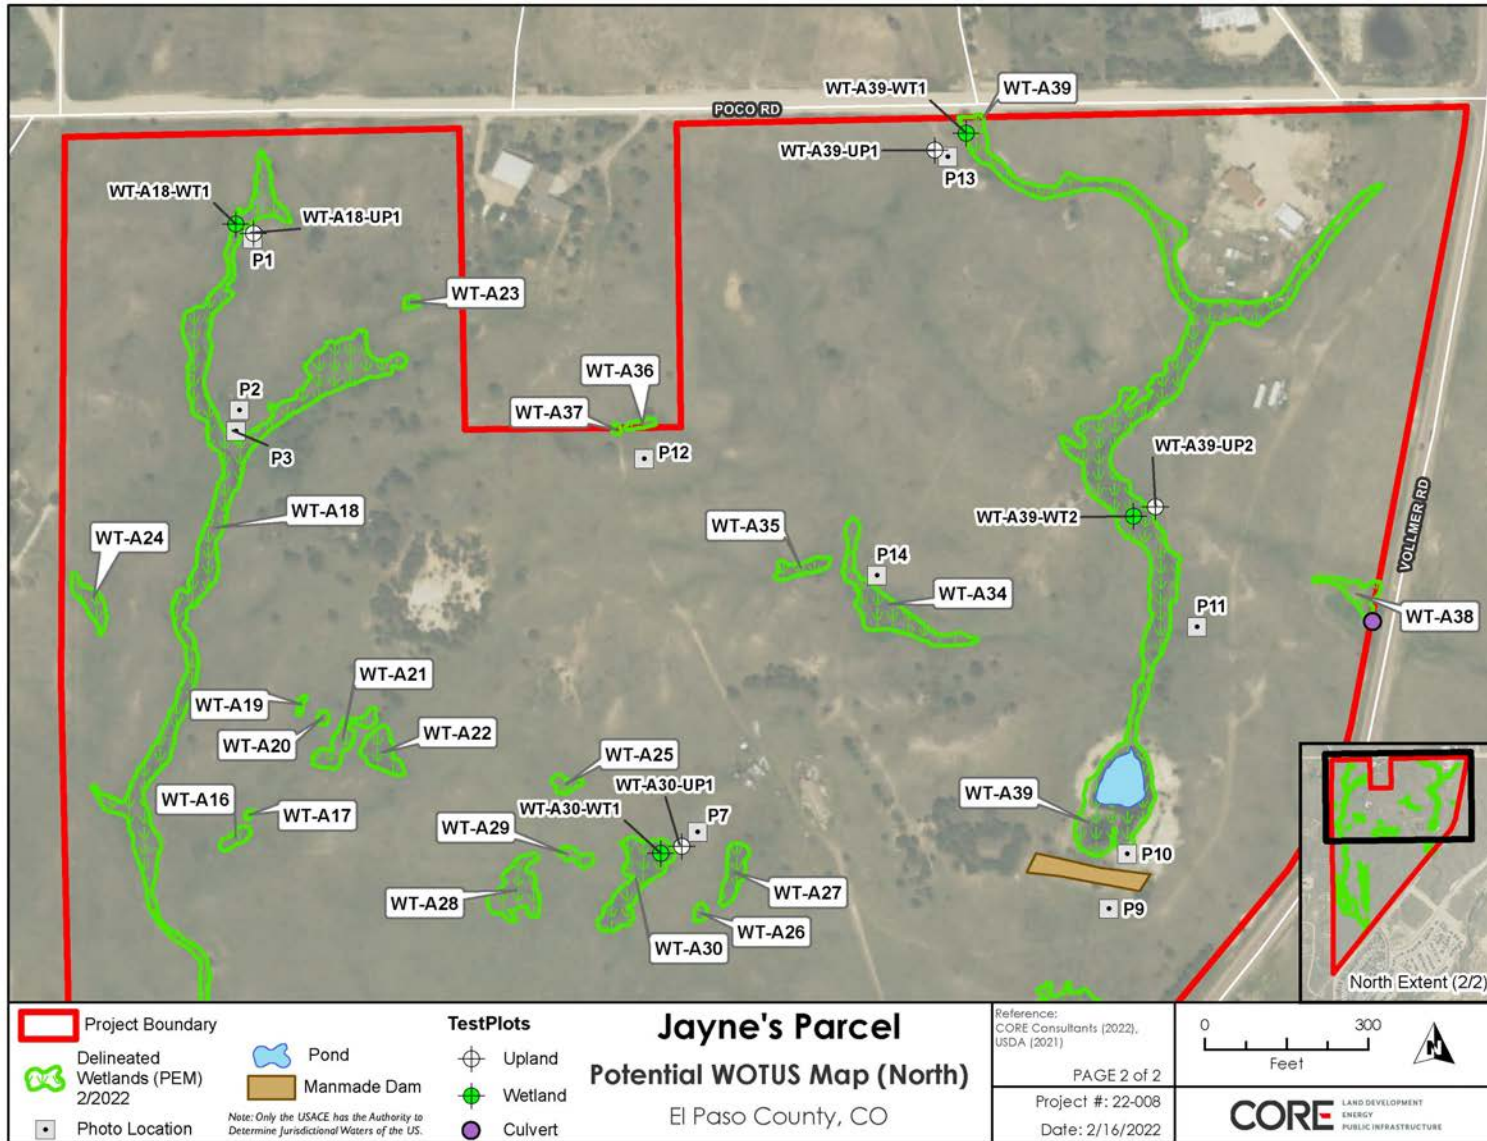 POCO RD
WT-A39-WT1
WT-A39
WT-A39-UP1
P13
WT-A18-WT1
WT-A18-UP1
P1
WT-A23
WT-A36
WT-A37
P12
P2
P3
WT-A39-UP2
WT-A39-WT2
VOLLMER RD
WT-A18
WT-A24
WT-A35
P14
WT-A34
P11
WT-A38
WT-A21
WT-A19
WT-A20
WT-A22
WT-A25
WT-A30-UP1
WT-A16
WT-A17
WT-A30-WT1
P7
WT-A39
WT-A29
P10
WT-A28
WT-A27
WT-A26
WT-A30
P9
North Extent (2/2)
Project Boundary
Delineated
Wetlands (PEM)
2/2022
Photo Location
Pond
Manmade Dam
Note: Only the USACE has the Authority to
Determine Jurisdictional Waters of the US.
TestPlots
Upland
Wetland
Culvert
Jayne's Parcel
Potential WOTUS Map (North)
El Paso County, CO
Reference:
CORE Consultants (2022),
USDA (2021)
PAGE 2 of 2
Project #: 22-008
Date: 2/16/2022
0 300
Feet
N
CORE
LAND DEVELOPMENT
ENERGY
PUBLIC INFRASTRUCTURE